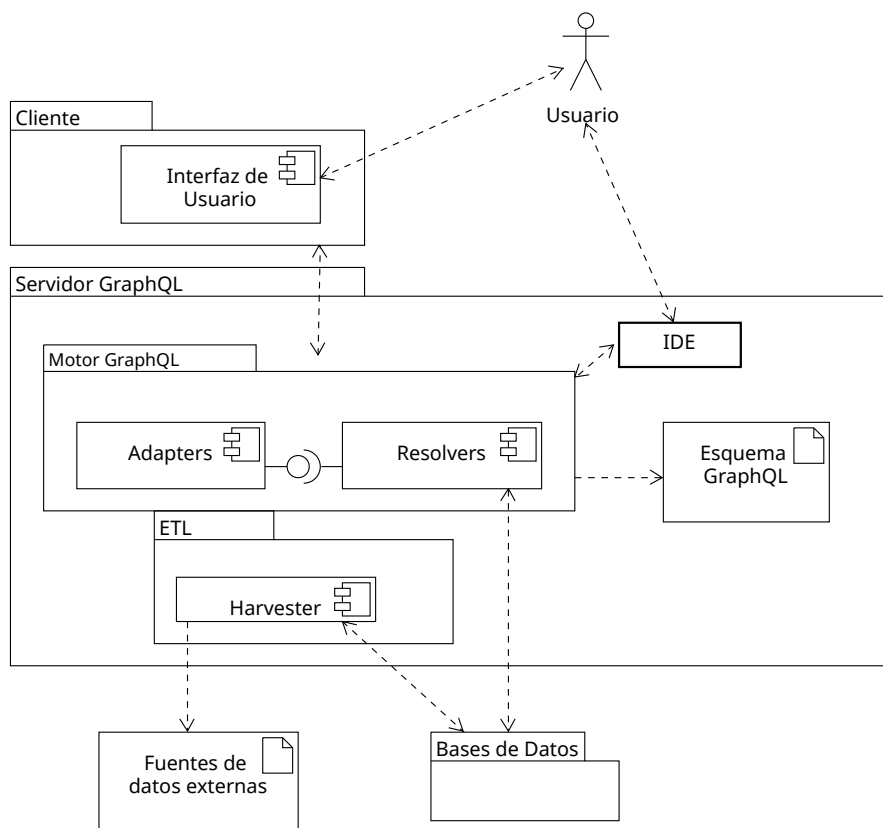 Usuario
Cliente
Interfaz de
Usuario
Servidor GraphQL
IDE
Motor GraphQL
Adapters
Resolvers
Esquema
GraphQL
ETL
Harvester
Fuentes de
datos externas
Bases de Datos